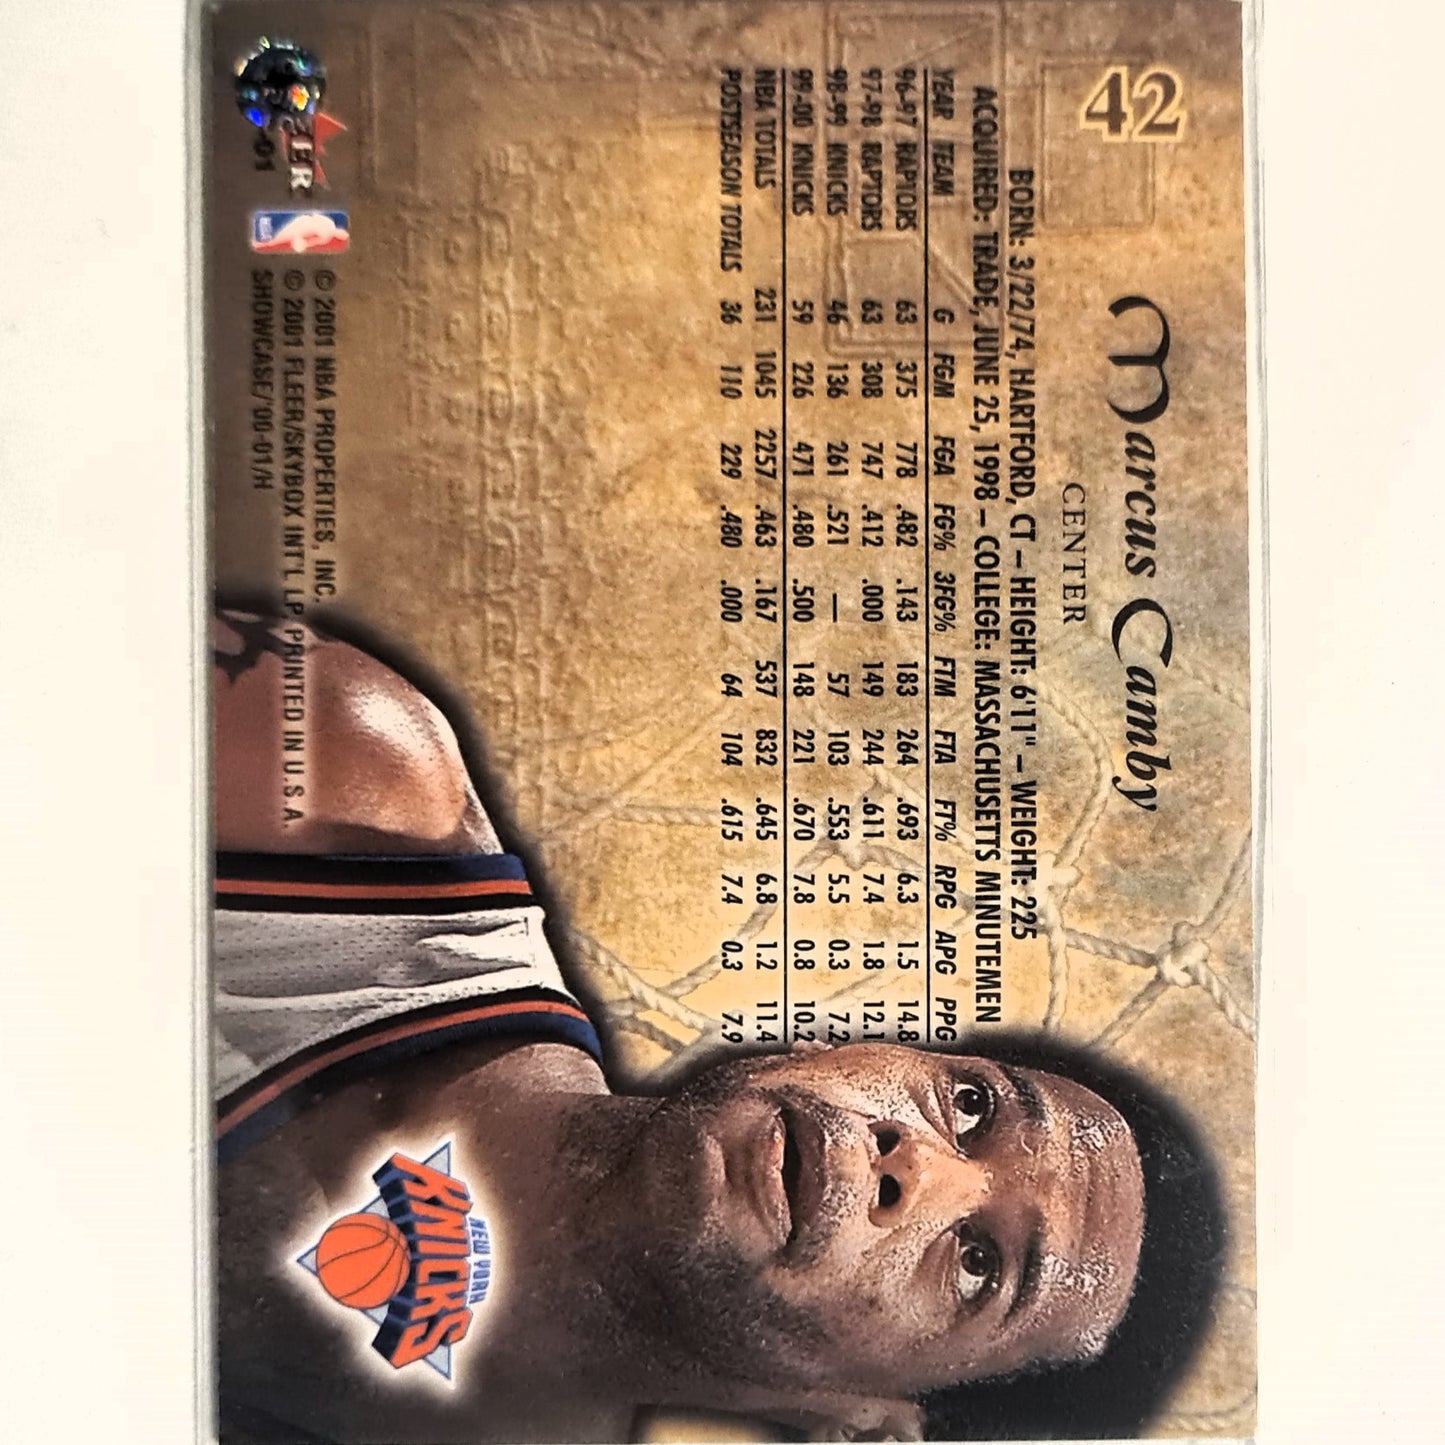 42
Marcus Camby
CENTER
BORN: 3/22/74, HARTFORD, CT – HEIGHT: 6'11" – WEIGHT: 225
ACQUIRED: TRADE, JUNE 25, 1998 – COLLEGE: MASSACHUSETTS MINUTEMEN
YEAR TEAM G FGM FGA FG% 3FG% FTM FTA FT% RPG APG PPG
96-97 RAPTORS 63 375 778 .482 .143 183 264 .693 6.3 1.5 14.8
97-98 RAPTORS 63 308 747 .412 .000 149 244 .611 7.4 1.8 12.1
98-99 KNICKS 46 136 261 .521 — 57 103 .553 5.5 0.3 7.2
99-00 KNICKS 59 226 471 .480 .500 148 221 .670 7.8 0.8 10.2
NBA TOTALS 231 1045 2257 .463 .167 537 832 .645 6.8 1.2 11.4
POSTSEASON TOTALS 36 110 229 .480 .000 64 104 .615 7.4 0.3 7.9
NEW YORK
KNICKS
© 2001 NBA PROPERTIES, INC.
© 2001 FLEER/SKYBOX INT'L LP PRINTED IN U.S.A.
SHOWCASE/'00-01/H